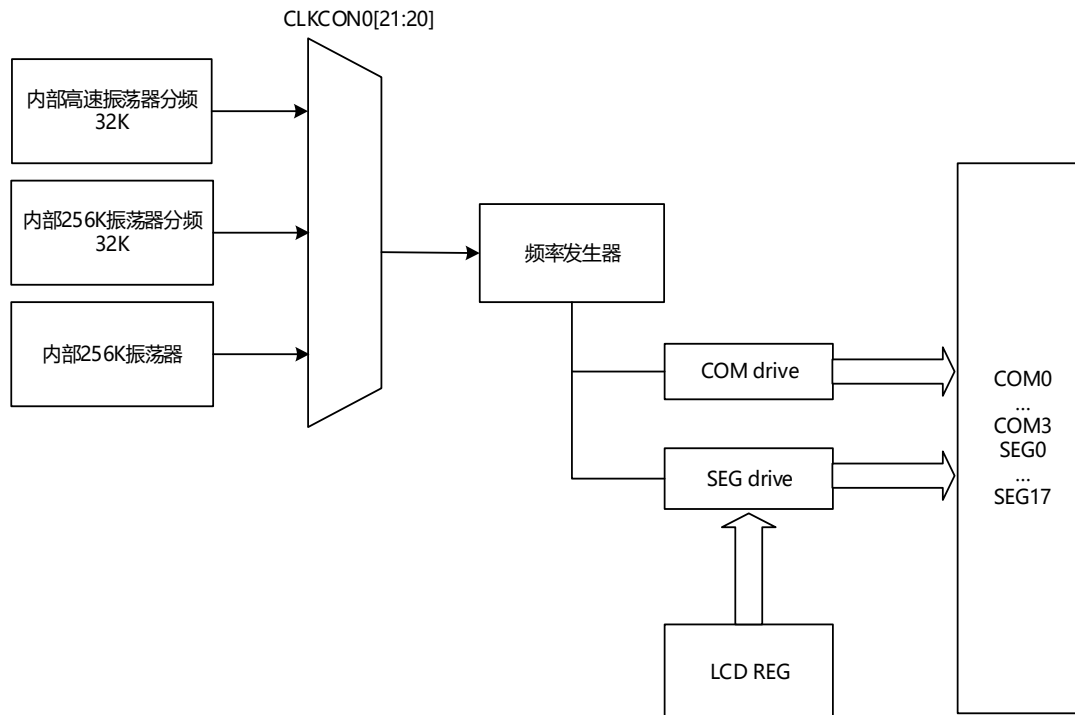 CLKCON0[21:20]
内部高速振荡器分频
32K
内部256K振荡器分频
32K
内部256K振荡器
频率发生器
COM drive
SEG drive
LCD REG
COM0
...
COM3
SEG0
...
SEG17